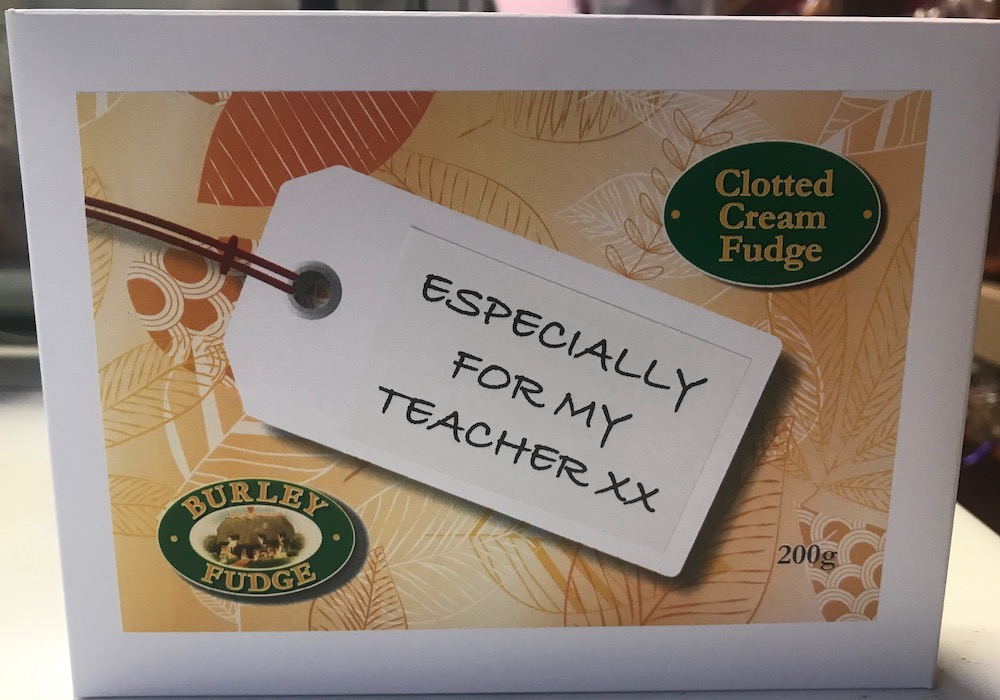 Clotted
Cream
Fudge
ESPECIALLY
FOR MY
TEACHER XX
BURLEY
FUDGE
200g